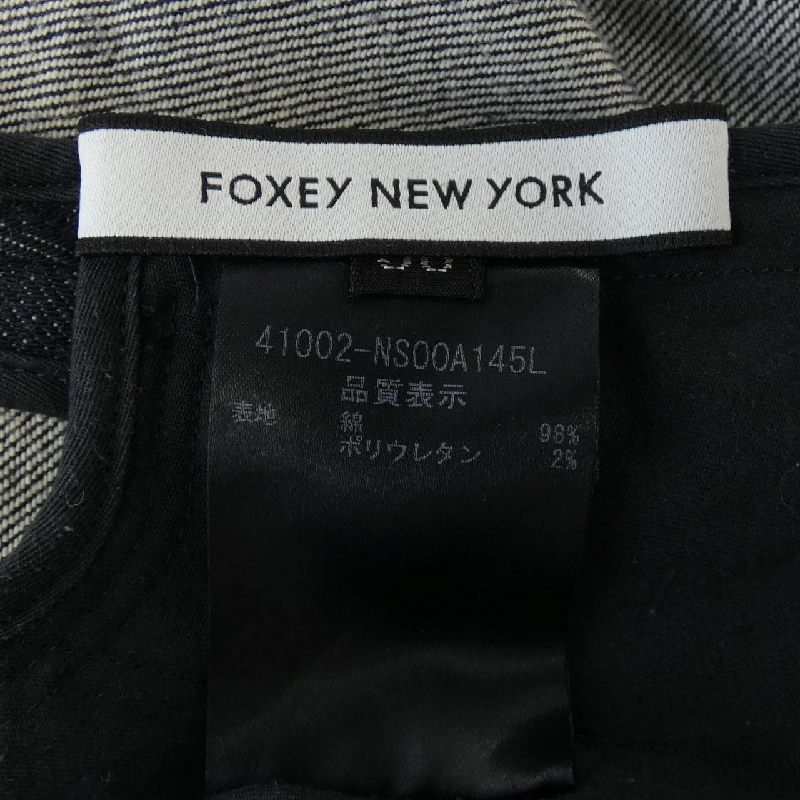 FOXEY NEW YORK
41002-NS00A145L
品質表示
表地 綿 98%
ポリウレタン 2%